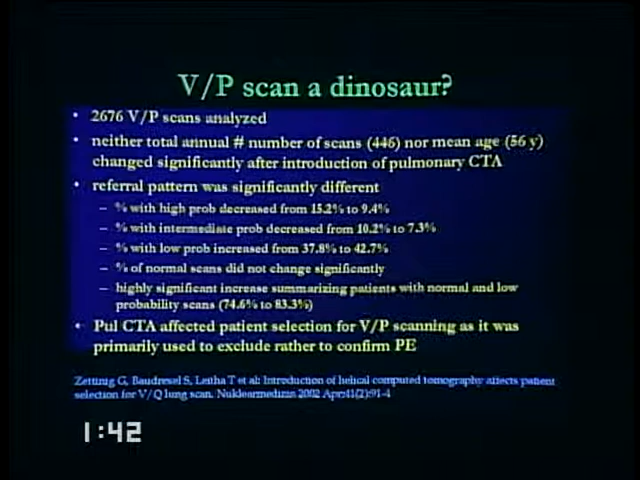 V/P scan a dinosaur?
• 2676 V/P scans analyzed
• neither total annual # number of scans (446) nor mean age (56 y)
changed significantly after introduction of pulmonary CTA
• referral pattern was significantly different
– % with high prob decreased from 15.2% to 9.4%
– % with intermediate prob decreased from 10.2% to 7.3%
– % with low prob increased from 37.8% to 42.7%
– % of normal scans did not change significantly
– highly significant increase summarizing patients with normal and low
probability scans (74.6% to 83.3%)
• Pul CTA affected patient selection for V/P scanning as it was
primarily used to exclude rather to confirm PE
Zettinig G, Baudrexel S, Leitha T et al: Introduction of helical computed tomography affects patient
selection for V/Q lung scan. Nuklearmedizin 2002 Apr;41(2):91-4
1:42